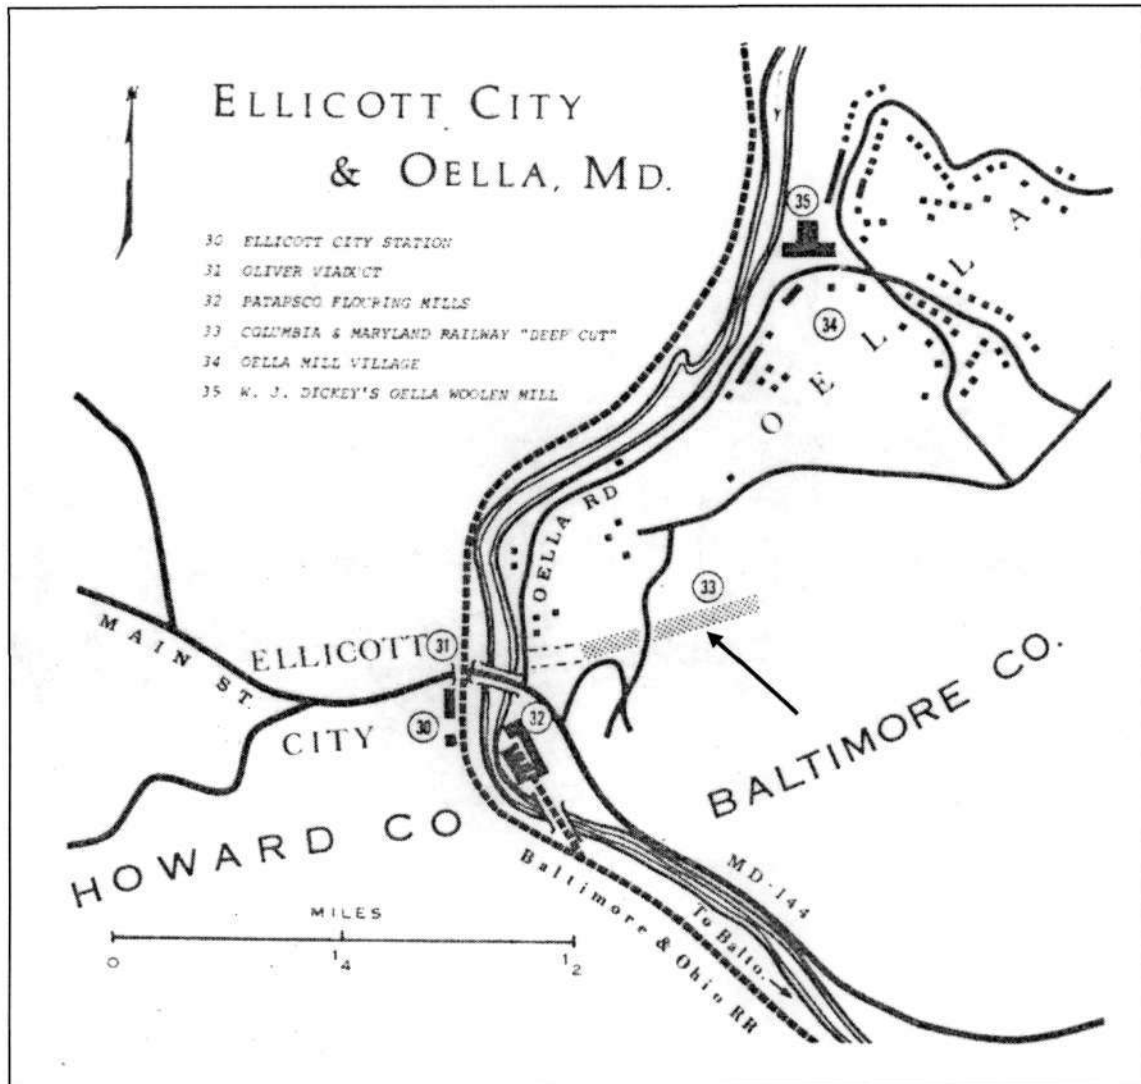 N
ELLICOTT CITY
& OELLA, MD.
30 ELLICOTT CITY STATION
31 OLIVER VIADUCT
32 PATAPSCO FLOURING MILLS
33 COLUMBIA & MARYLAND RAILWAY "DEEP CUT"
34 OELLA MILL VILLAGE
35 W. J. DICKEY'S OELLA WOOLEN MILL
35
34
OELLA
OELLA RD
33
MAIN ST.
ELLICOTT
31
CITY
30
32
BALTIMORE CO.
HOWARD CO
MD-144
To Balto.
Baltimore & Ohio RR
MILES
0
1/4
1/2